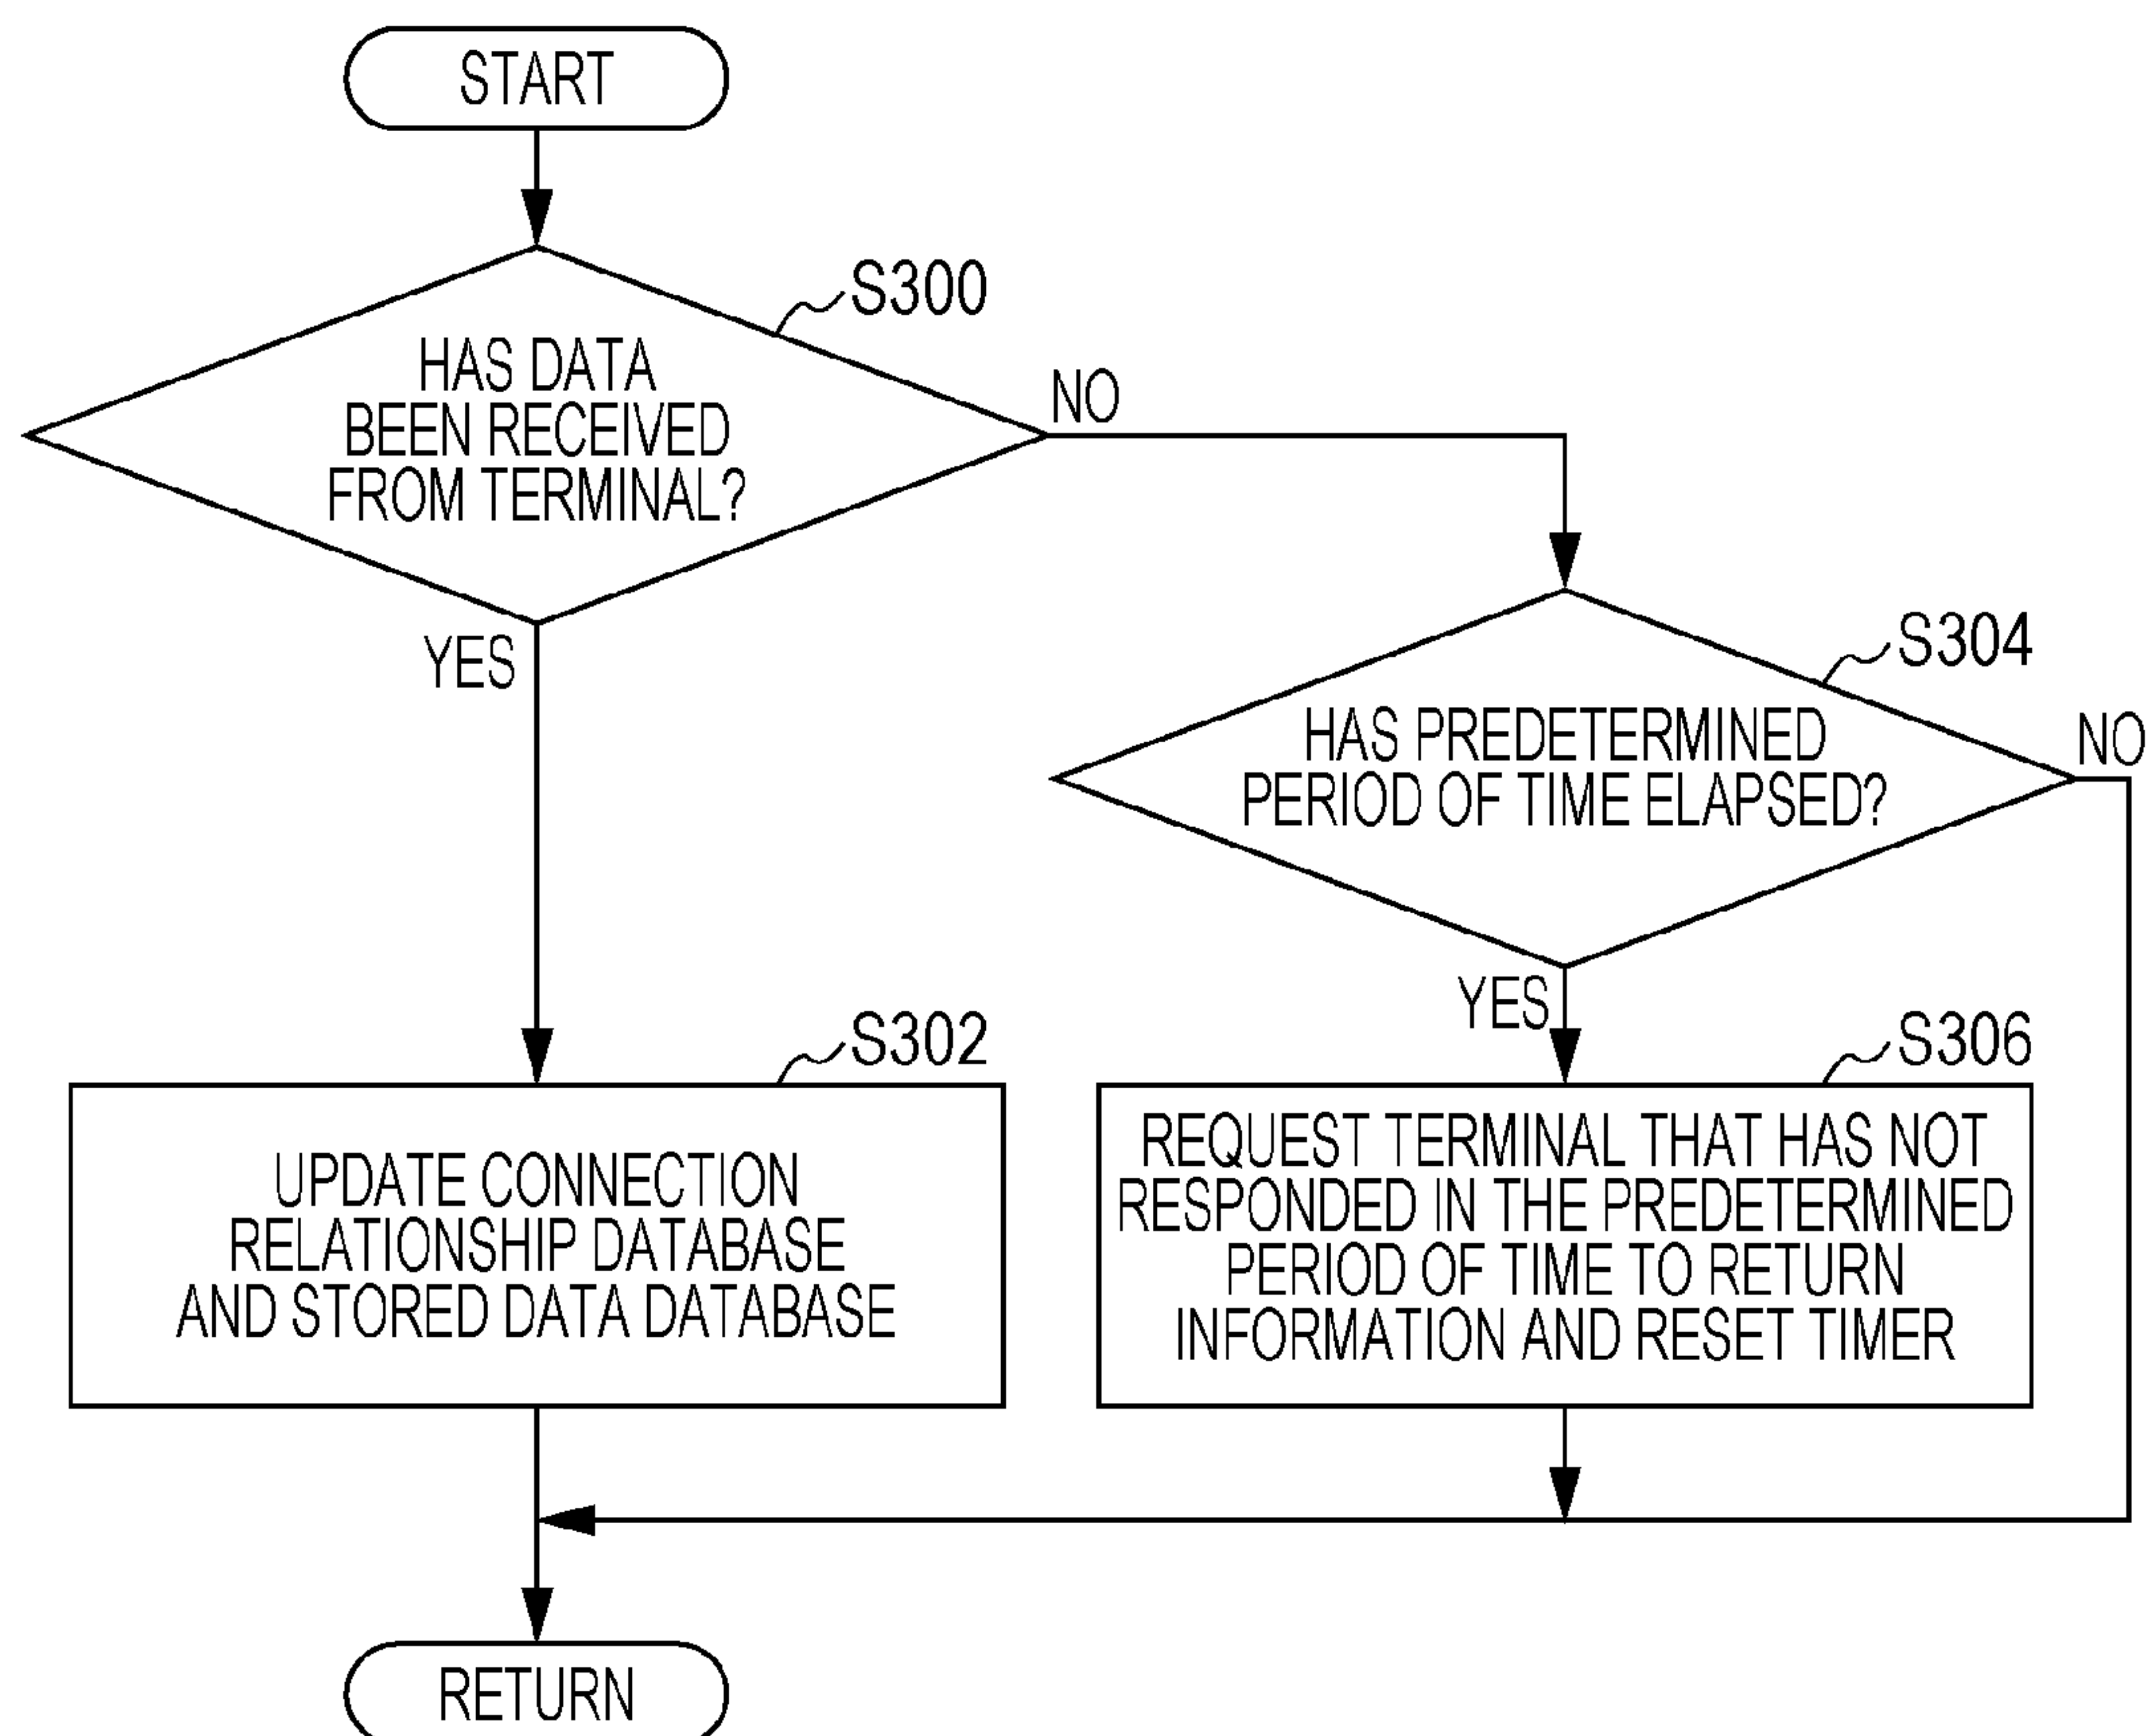 START
S300
HAS DATA
BEEN RECEIVED
FROM TERMINAL?
NO
YES
S304
HAS PREDETERMINED
PERIOD OF TIME ELAPSED?
NO
YES
S302
UPDATE CONNECTION
RELATIONSHIP DATABASE
AND STORED DATA DATABASE
S306
REQUEST TERMINAL THAT HAS NOT
RESPONDED IN THE PREDETERMINED
PERIOD OF TIME TO RETURN
INFORMATION AND RESET TIMER
RETURN